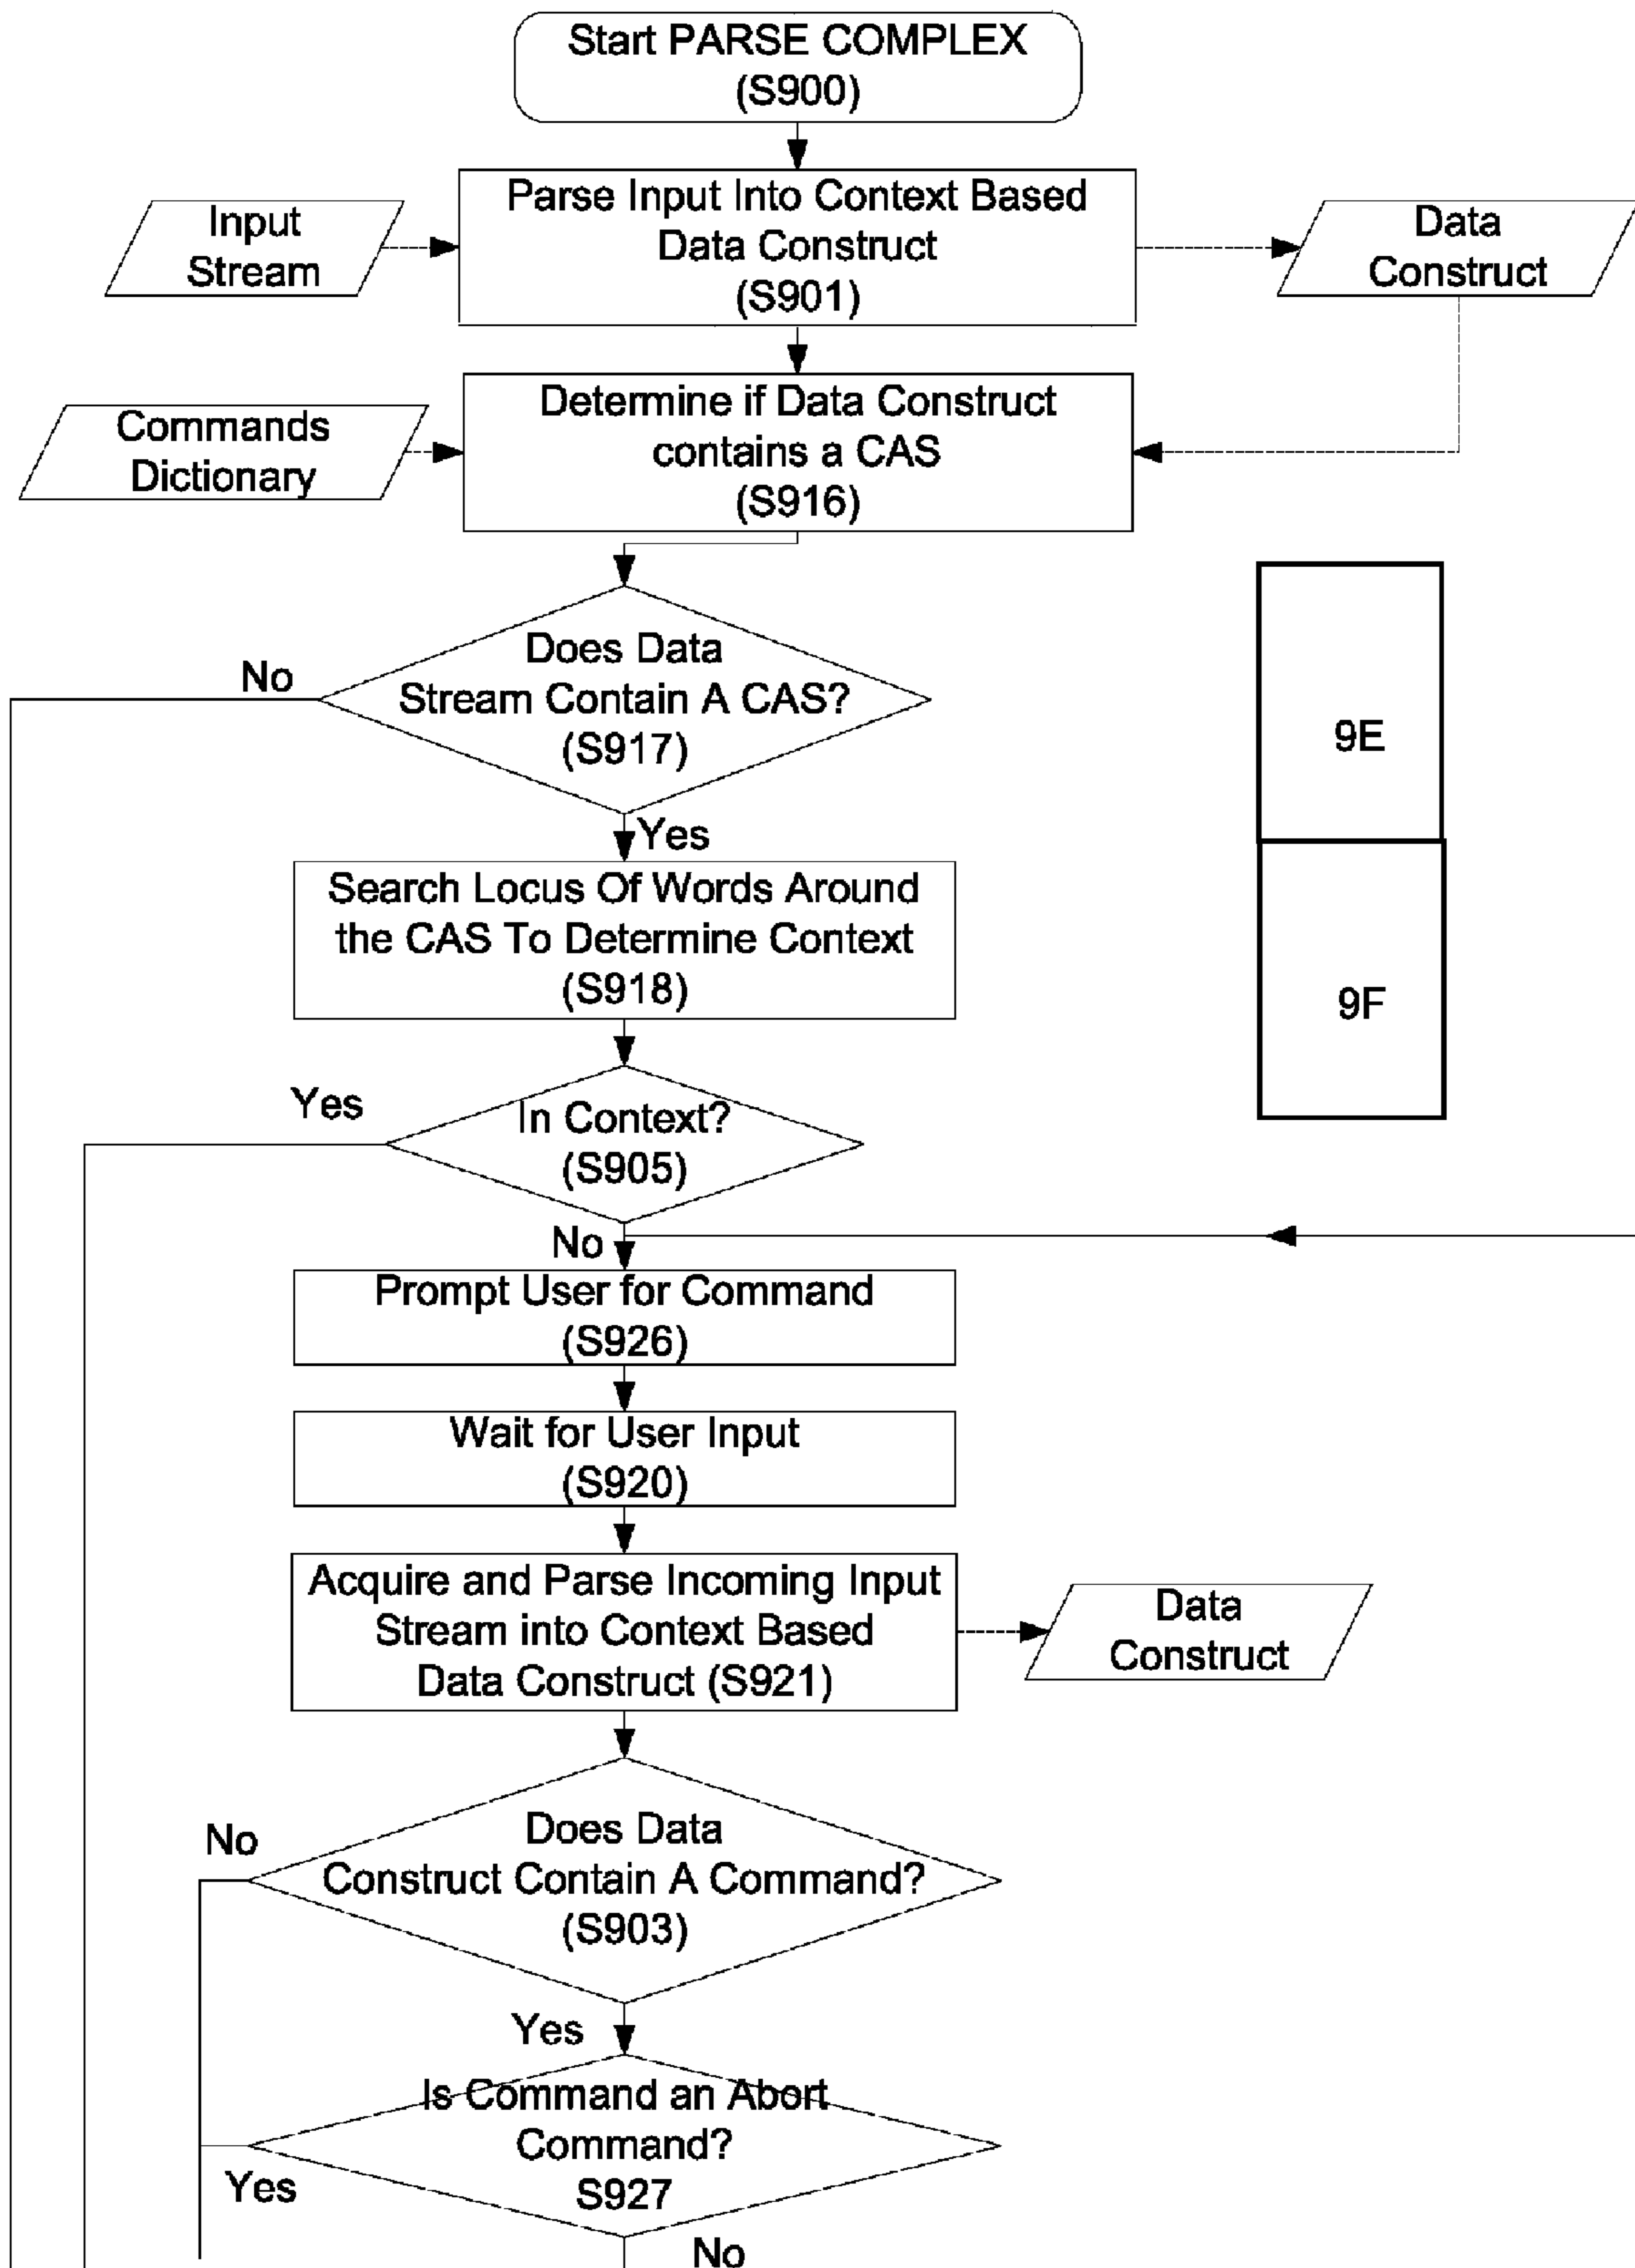 Start PARSE COMPLEX
(S900)
Parse Input Into Context Based
Data Construct
(S901)
Input
Stream
Data
Construct
Determine if Data Construct
contains a CAS
(S916)
Commands
Dictionary
Does Data
Stream Contain A CAS?
(S917)
No
Yes
9E
Search Locus Of Words Around
the CAS To Determine Context
(S918)
9F
Yes
In Context?
(S905)
No
Prompt User for Command
(S926)
Wait for User Input
(S920)
Acquire and Parse Incoming Input
Stream into Context Based
Data Construct (S921)
Data
Construct
No
Does Data
Construct Contain A Command?
(S903)
Yes
Is Command an Abort
Command?
S927
Yes
No